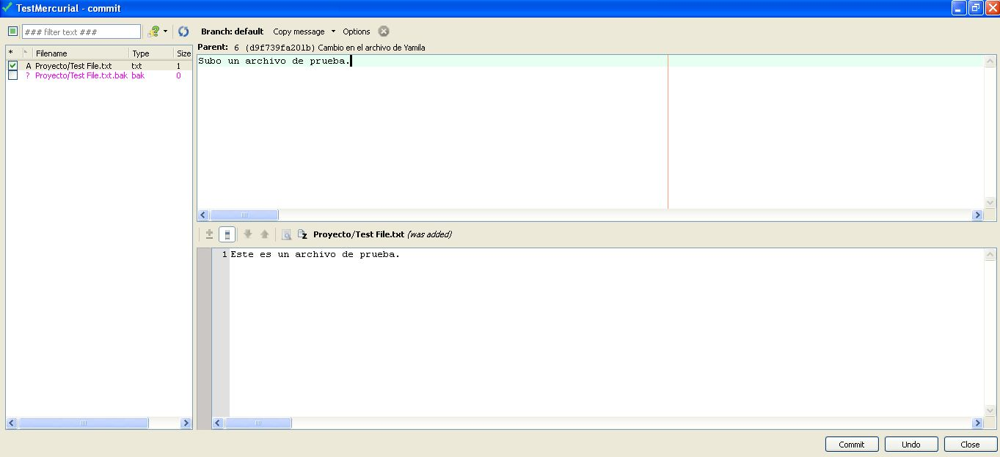 TestMercurial - commit
### filter text ###
Branch: default Copy message Options
Parent: 6 (d9f739fa201b) Cambio en el archivo de Yamila
* Filename Type Size
A Proyecto/Test File.txt txt 1
? Proyecto/Test File.txt.bak bak 0
Subo un archivo de prueba.
Proyecto/Test File.txt (was added)
1 Este es un archivo de prueba.
Commit Undo Close